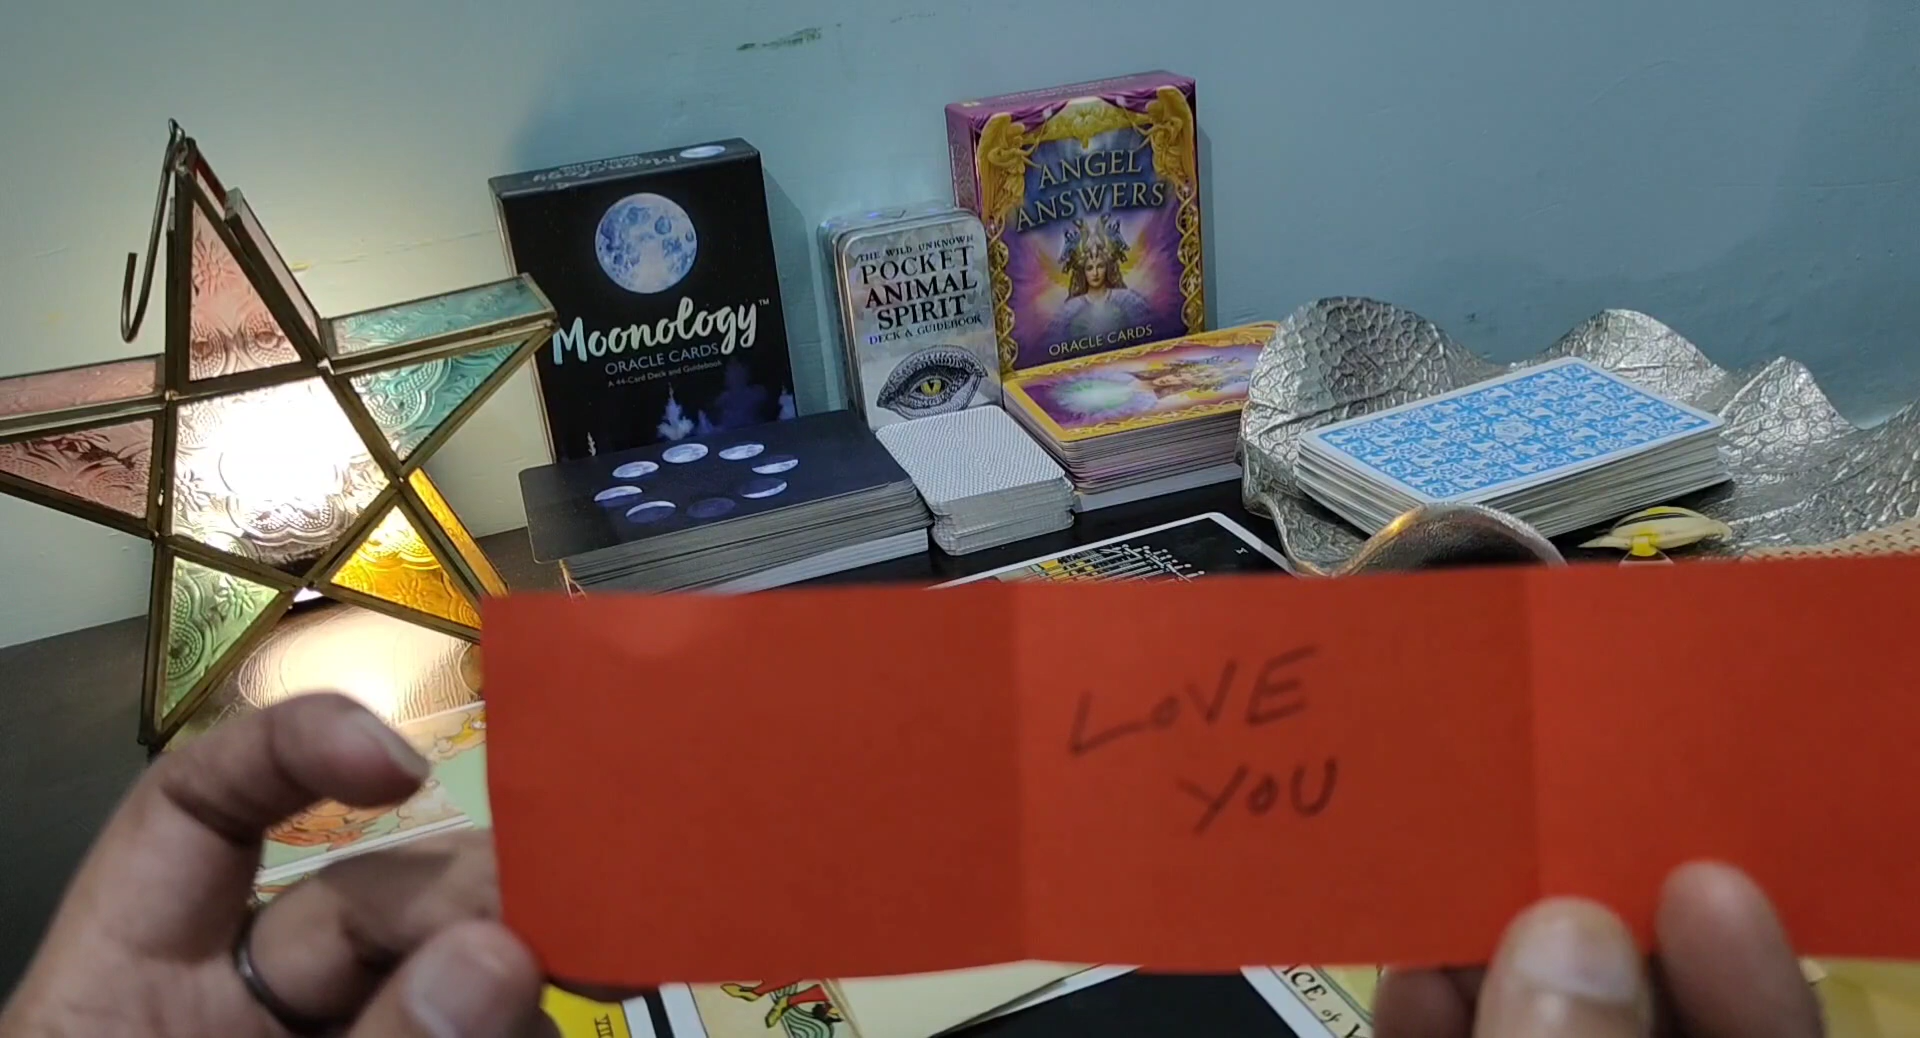 Moonology™
ORACLE CARDS
A 44-Card Deck and Guidebook
THE WILD UNKNOWN
POCKET
ANIMAL
SPIRIT
DECK & GUIDEBOOK
ANGEL
ANSWERS
ORACLE CARDS
LOVE
YOU